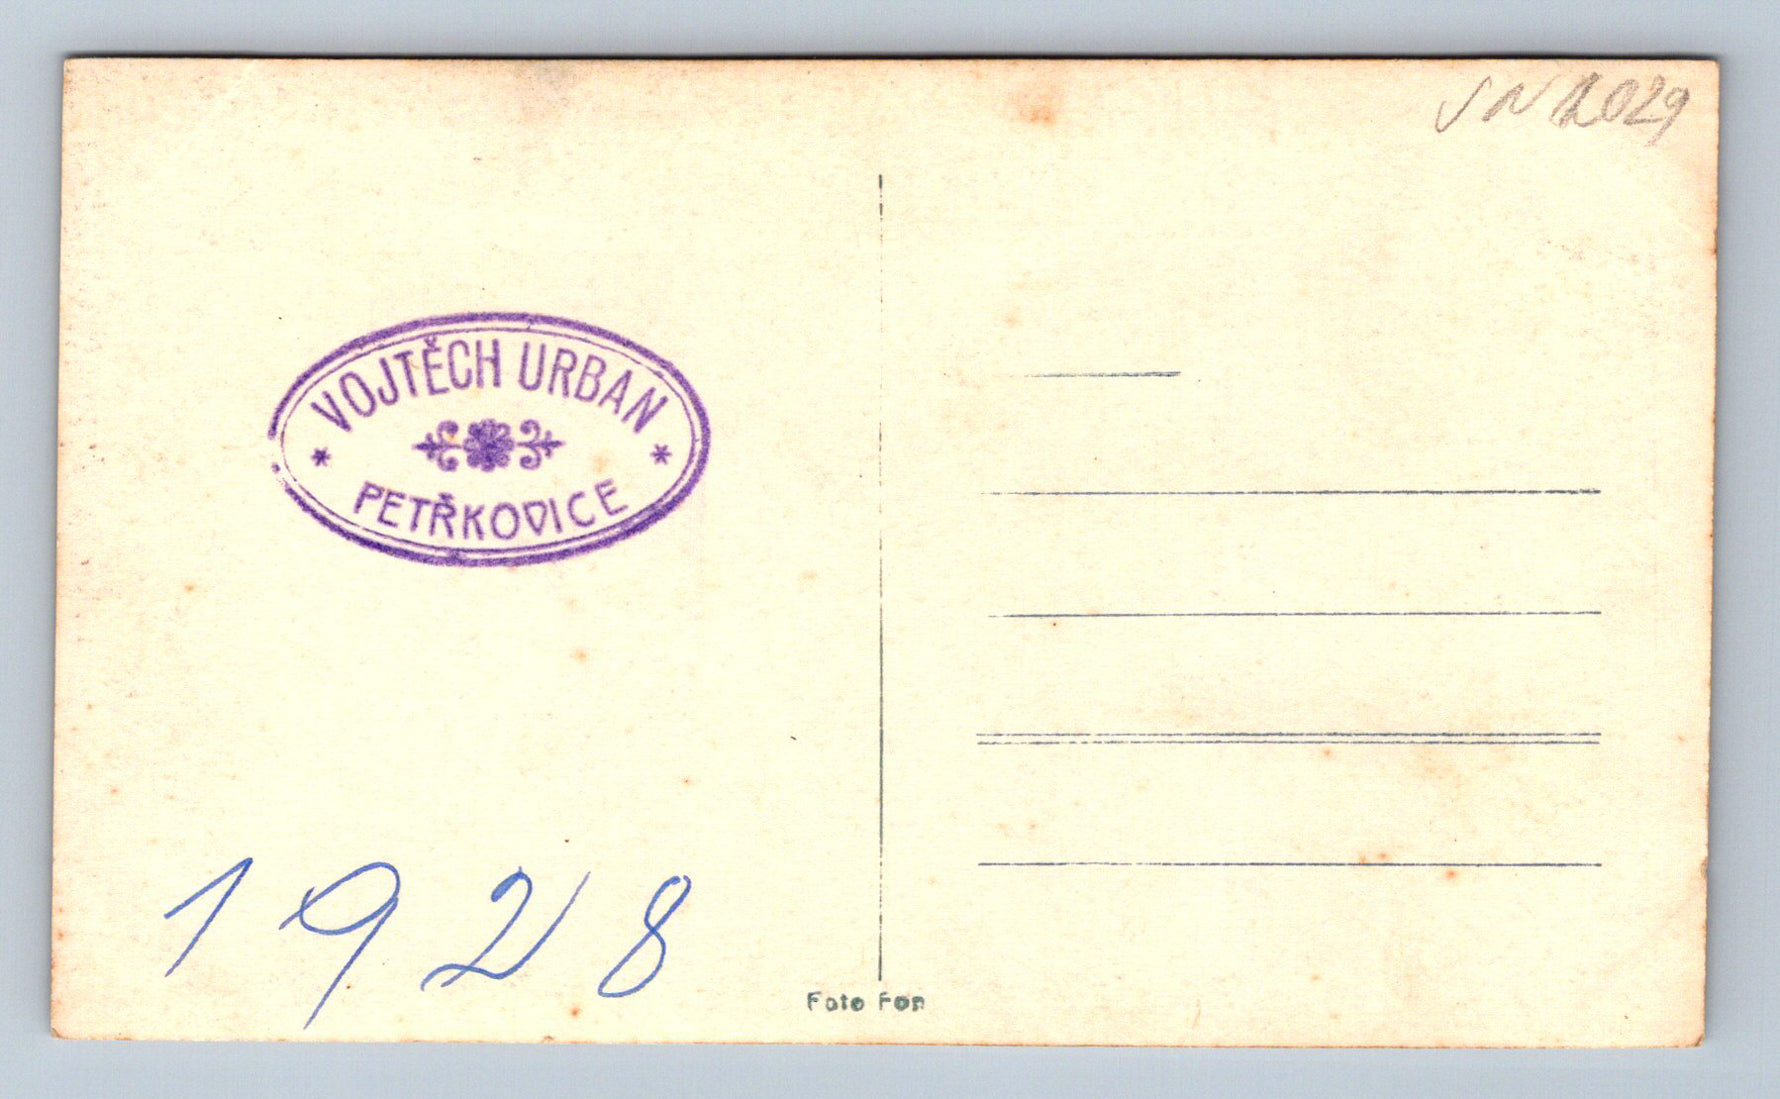 VOJTĚCH URBAN
* *
PETŘKOVICE
1928
Foto Fon